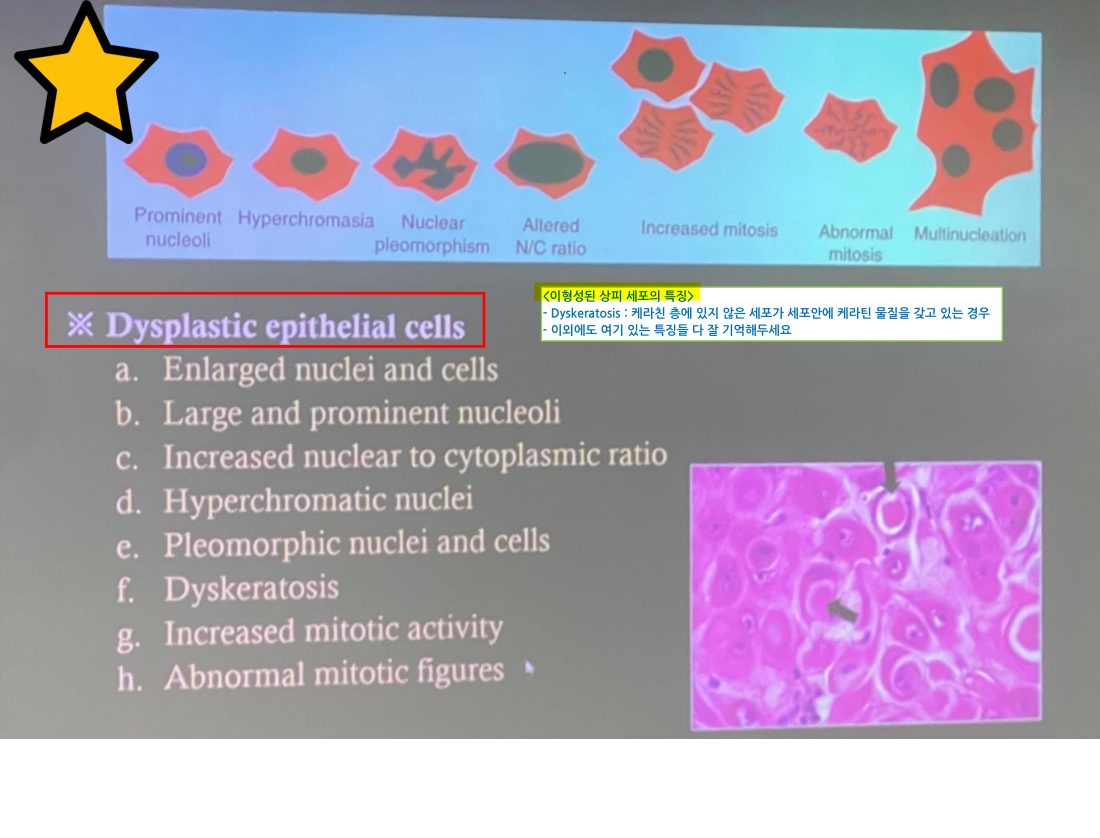 Prominent
nucleoli
Hyperchromasia
Nuclear
pleomorphism
Altered
N/C ratio
Increased mitosis
Abnormal
mitosis
Multinucleation
<이형성된 상피 세포의 특징>
- Dyskeratosis : 케라친 층에 있지 않은 세포가 세포안에 케라틴 물질을 갖고 있는 경우
- 이외에도 여기 있는 특징들 다 잘 기억해두세요
※ Dysplastic epithelial cells
a. Enlarged nuclei and cells
b. Large and prominent nucleoli
c. Increased nuclear to cytoplasmic ratio
d. Hyperchromatic nuclei
e. Pleomorphic nuclei and cells
f. Dyskeratosis
g. Increased mitotic activity
h. Abnormal mitotic figures